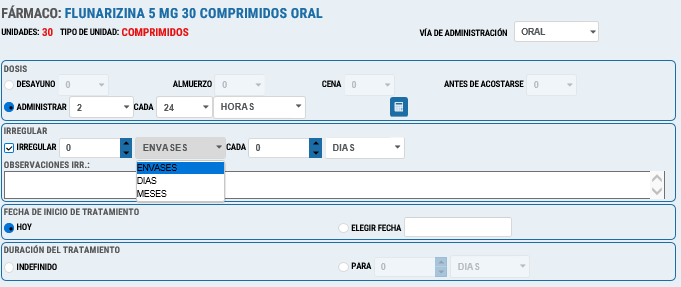 FÁRMACO: FLUNARIZINA 5 MG 30 COMPRIMIDOS ORAL
UNIDADES: 30 TIPO DE UNIDAD: COMPRIMIDOS VÍA DE ADMINISTRACIÓN ORAL
DOSIS
DESAYUNO 0 ALMUERZO 0 CENA 0 ANTES DE ACOSTARSE 0
ADMINISTRAR 2 CADA 24 HORAS
IRREGULAR
IRREGULAR 0 ENVASES CADA 0 DIAS
OBSERVACIONES IRR.: ENVASES
DIAS
MESES
FECHA DE INICIO DE TRATAMIENTO
HOY ELEGIR FECHA
DURACIÓN DEL TRATAMIENTO
INDEFINIDO PARA 0 DIAS